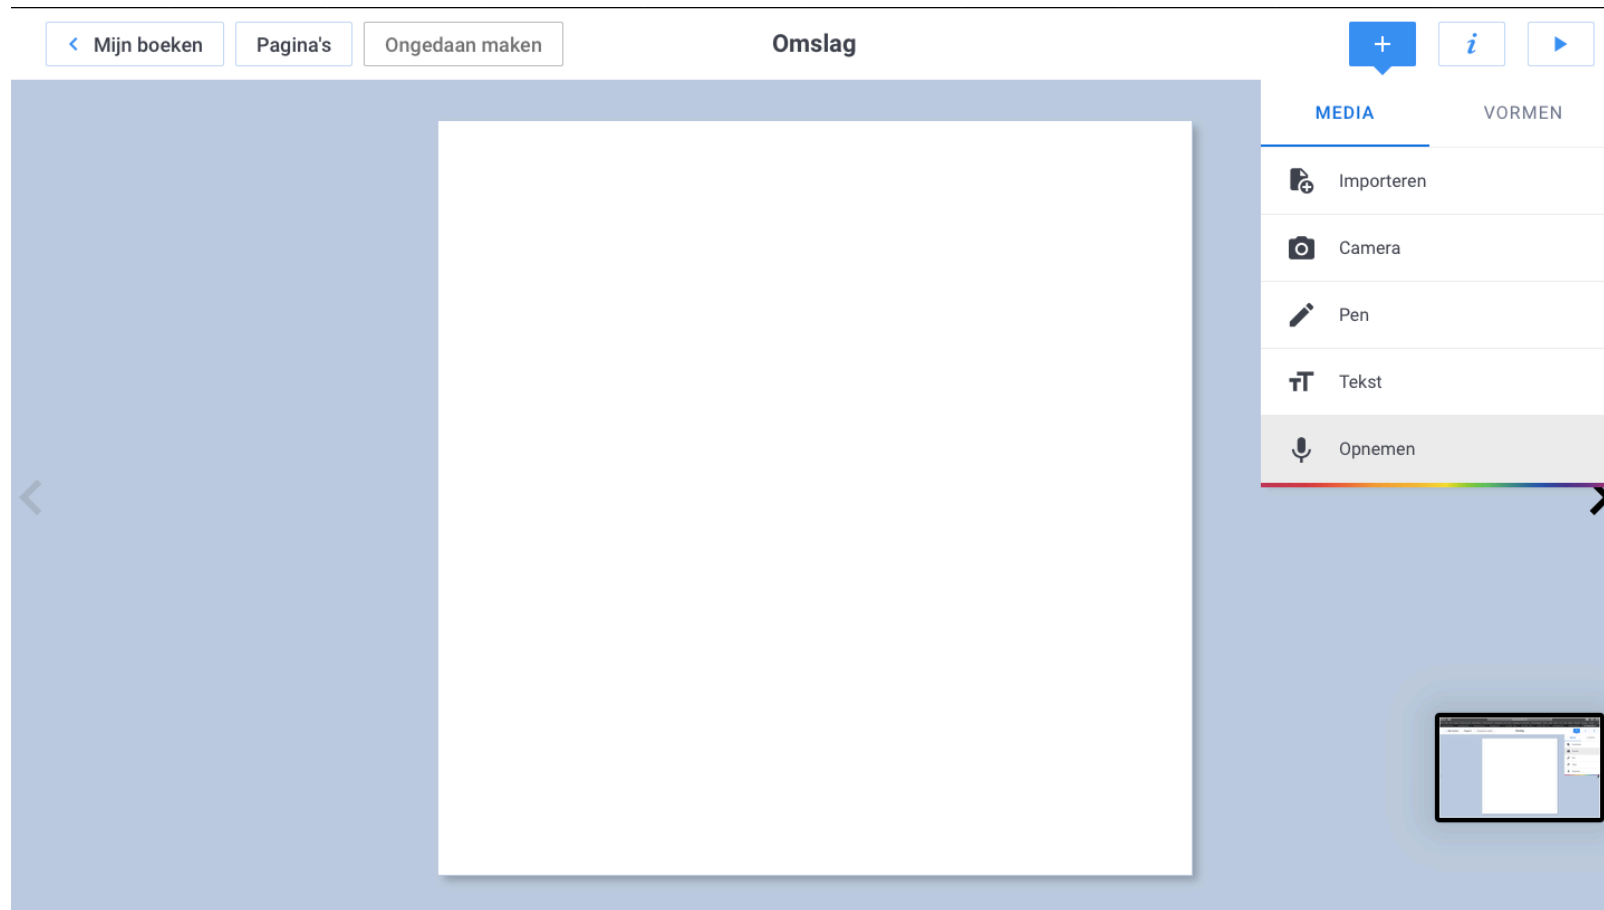 Mijn boeken
Pagina's
Ongedaan maken
Omslag
MEDIA
VORMEN
Importeren
Camera
Pen
Tekst
Opnemen